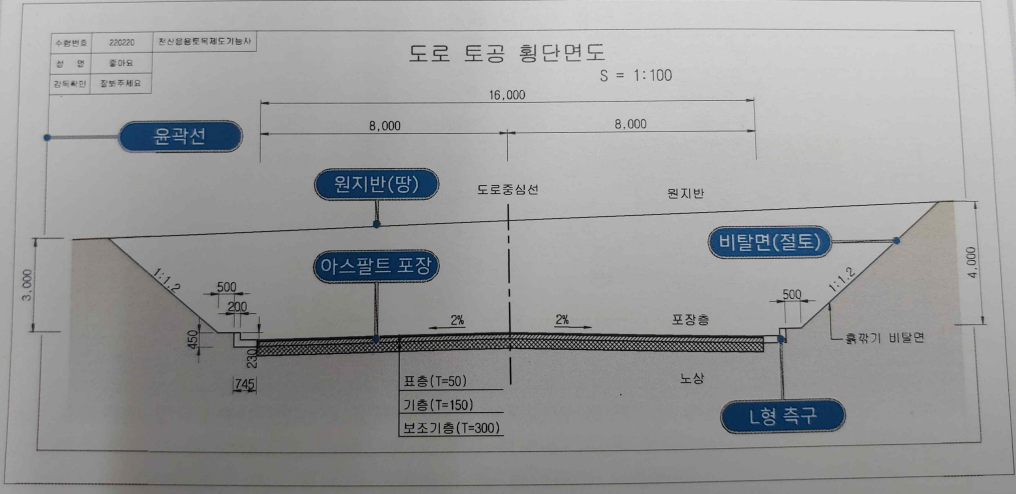 수험번호 220220 전산응용토목제도기능사
성 명 좋아요
감독확인 잘봐주세요
도로 토공 횡단면도
S = 1:100
16,000
8,000 8,000
윤곽선
원지반(땅) 도로중심선 원지반
아스팔트 포장 비탈면(절토)
3,000 1:1.2 500 200 450 230 745
2% 2% 포장층
500 1:1.2 4,000
흙깎기 비탈면
노상
표층(T=50)
기층(T=150)
보조기층(T=300)
L형 측구